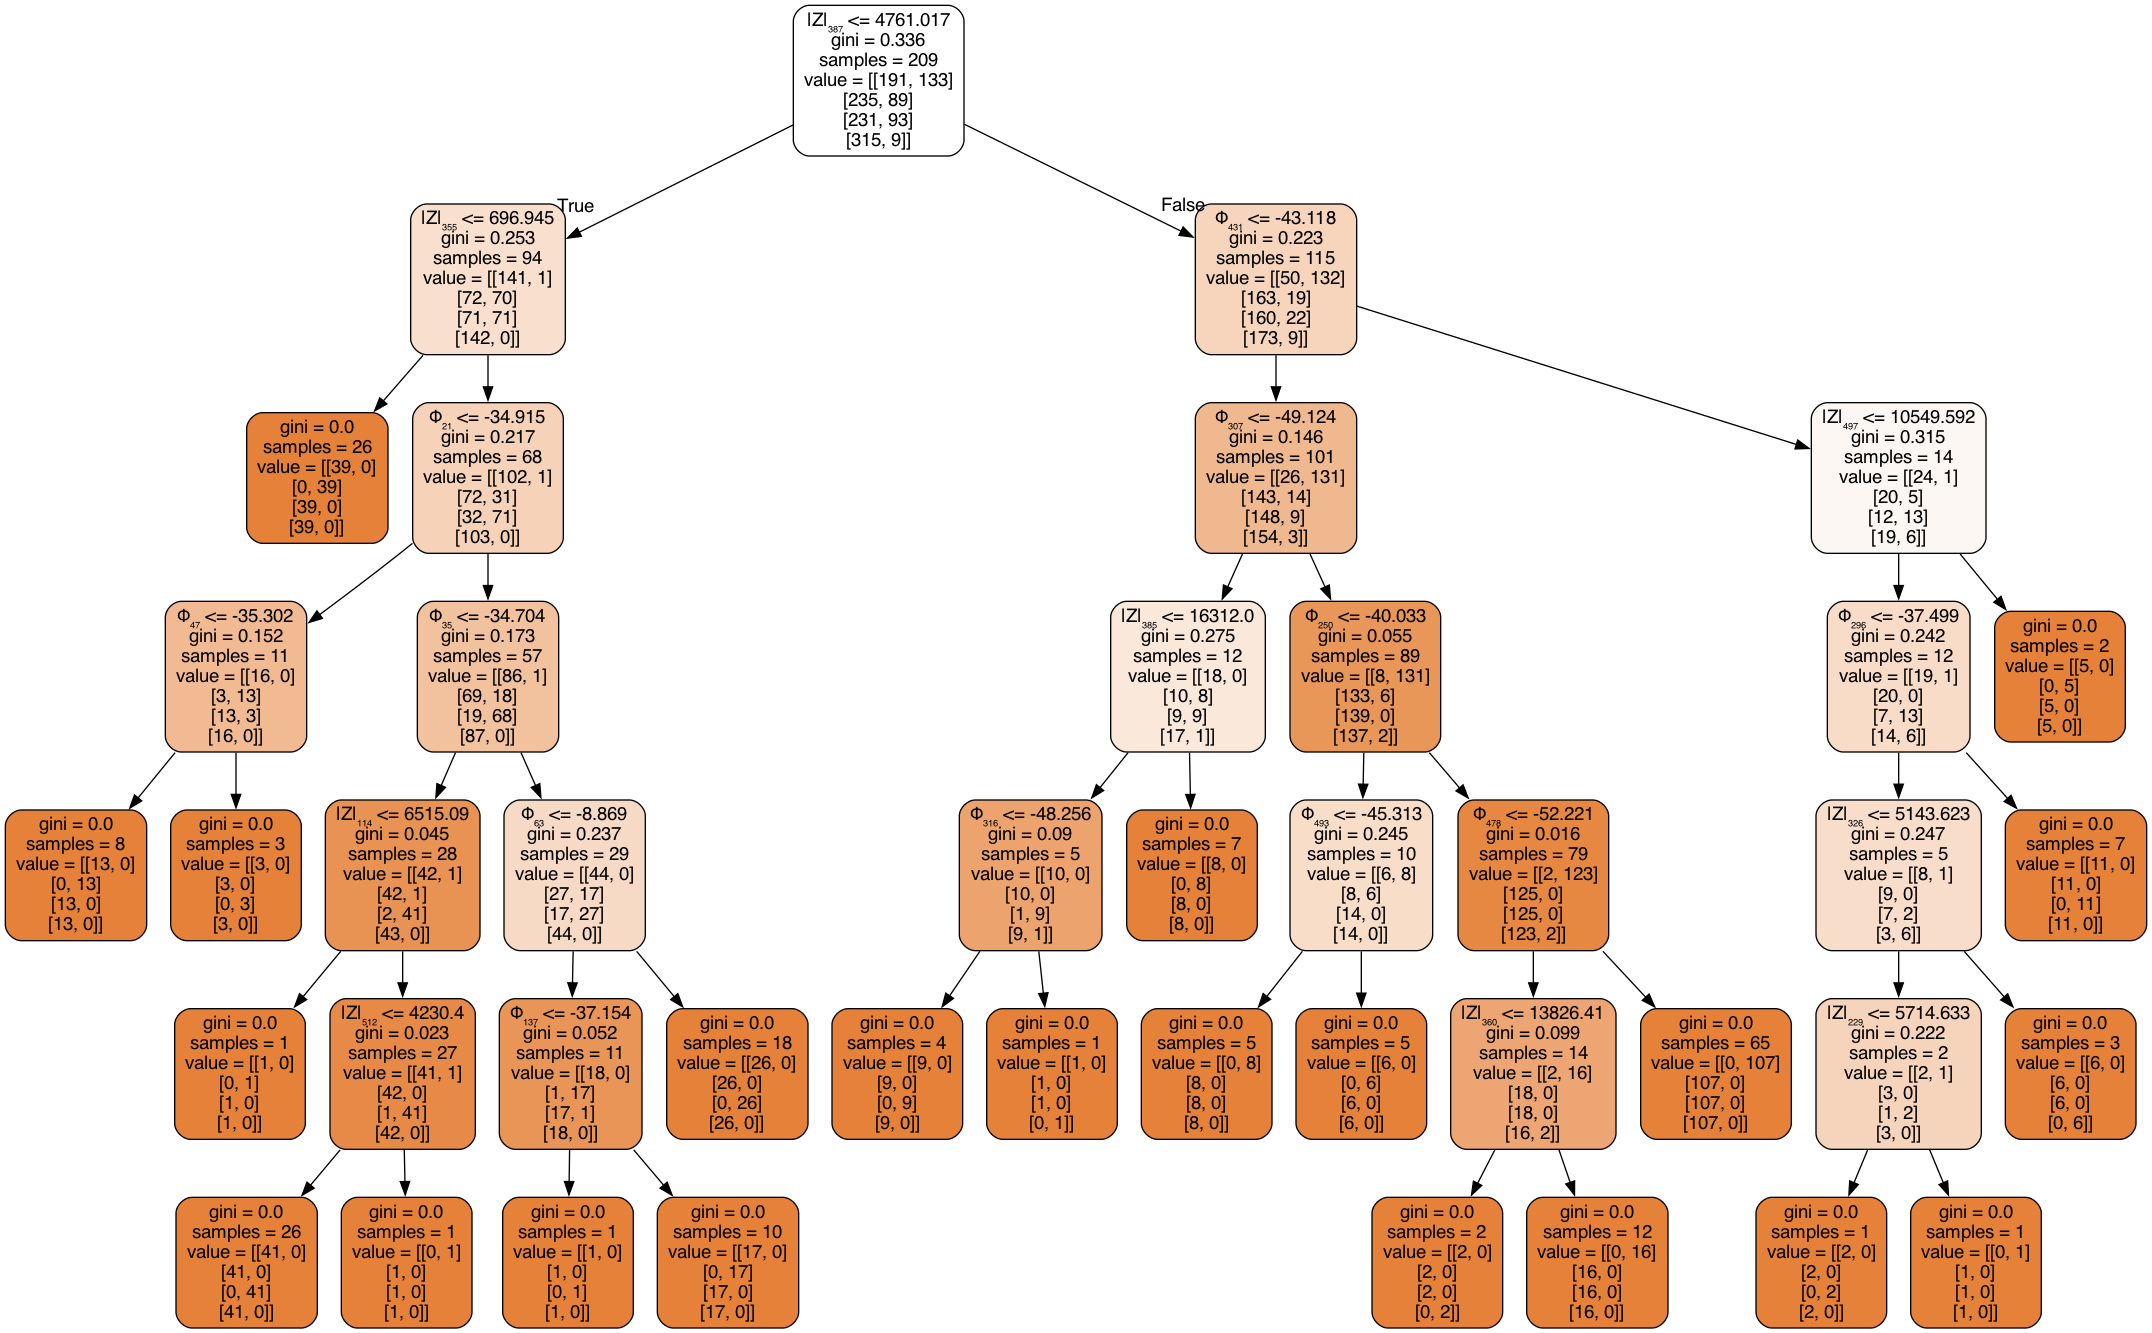 |Z|₃₈₇ <= 4761.017
gini = 0.336
samples = 209
value = [[191, 133]
[235, 89]
[231, 93]
[315, 9]]
True
False
|Z|₃₅₅ <= 696.945
gini = 0.253
samples = 94
value = [[141, 1]
[72, 70]
[71, 71]
[142, 0]]
Φ₄₃₁ <= -43.118
gini = 0.223
samples = 115
value = [[50, 132]
[163, 19]
[160, 22]
[173, 9]]
gini = 0.0
samples = 26
value = [[39, 0]
[0, 39]
[39, 0]
[39, 0]]
Φ₂₁ <= -34.915
gini = 0.217
samples = 68
value = [[102, 1]
[72, 31]
[32, 71]
[103, 0]]
Φ₃₀₇ <= -49.124
gini = 0.146
samples = 101
value = [[26, 131]
[143, 14]
[148, 9]
[154, 3]]
|Z|₄₉₇ <= 10549.592
gini = 0.315
samples = 14
value = [[24, 1]
[20, 5]
[12, 13]
[19, 6]]
Φ₄₇ <= -35.302
gini = 0.152
samples = 11
value = [[16, 0]
[3, 13]
[13, 3]
[16, 0]]
Φ₃₅ <= -34.704
gini = 0.173
samples = 57
value = [[86, 1]
[69, 18]
[19, 68]
[87, 0]]
|Z|₃₈₅ <= 16312.0
gini = 0.275
samples = 12
value = [[18, 0]
[10, 8]
[9, 9]
[17, 1]]
Φ₂₅₀ <= -40.033
gini = 0.055
samples = 89
value = [[8, 131]
[133, 6]
[139, 0]
[137, 2]]
Φ₂₉₆ <= -37.499
gini = 0.242
samples = 12
value = [[19, 1]
[20, 0]
[7, 13]
[14, 6]]
gini = 0.0
samples = 2
value = [[5, 0]
[0, 5]
[5, 0]
[5, 0]]
gini = 0.0
samples = 8
value = [[13, 0]
[0, 13]
[13, 0]
[13, 0]]
gini = 0.0
samples = 3
value = [[3, 0]
[3, 0]
[0, 3]
[3, 0]]
|Z|₁₁₄ <= 6515.09
gini = 0.045
samples = 28
value = [[42, 1]
[42, 1]
[2, 41]
[43, 0]]
Φ₆₃ <= -8.869
gini = 0.237
samples = 29
value = [[44, 0]
[27, 17]
[17, 27]
[44, 0]]
Φ₃₁₆ <= -48.256
gini = 0.09
samples = 5
value = [[10, 0]
[10, 0]
[1, 9]
[9, 1]]
gini = 0.0
samples = 7
value = [[8, 0]
[0, 8]
[8, 0]
[8, 0]]
Φ₄₉₃ <= -45.313
gini = 0.245
samples = 10
value = [[6, 8]
[8, 6]
[14, 0]
[14, 0]]
Φ₄₇₈ <= -52.221
gini = 0.016
samples = 79
value = [[2, 123]
[125, 0]
[125, 0]
[123, 2]]
|Z|₃₂₆ <= 5143.623
gini = 0.247
samples = 5
value = [[8, 1]
[9, 0]
[7, 2]
[3, 6]]
gini = 0.0
samples = 7
value = [[11, 0]
[11, 0]
[0, 11]
[11, 0]]
gini = 0.0
samples = 1
value = [[1, 0]
[0, 1]
[1, 0]
[1, 0]]
|Z|₅₁₂ <= 4230.4
gini = 0.023
samples = 27
value = [[41, 1]
[42, 0]
[1, 41]
[42, 0]]
Φ₁₃₇ <= -37.154
gini = 0.052
samples = 11
value = [[18, 0]
[1, 17]
[17, 1]
[18, 0]]
gini = 0.0
samples = 18
value = [[26, 0]
[26, 0]
[0, 26]
[26, 0]]
gini = 0.0
samples = 4
value = [[9, 0]
[9, 0]
[0, 9]
[9, 0]]
gini = 0.0
samples = 1
value = [[1, 0]
[1, 0]
[1, 0]
[0, 1]]
gini = 0.0
samples = 5
value = [[0, 8]
[8, 0]
[8, 0]
[8, 0]]
gini = 0.0
samples = 5
value = [[6, 0]
[0, 6]
[6, 0]
[6, 0]]
|Z|₃₆₀ <= 13826.41
gini = 0.099
samples = 14
value = [[2, 16]
[18, 0]
[18, 0]
[16, 2]]
gini = 0.0
samples = 65
value = [[0, 107]
[107, 0]
[107, 0]
[107, 0]]
|Z|₂₂₉ <= 5714.633
gini = 0.222
samples = 2
value = [[2, 1]
[3, 0]
[1, 2]
[3, 0]]
gini = 0.0
samples = 3
value = [[6, 0]
[6, 0]
[6, 0]
[0, 6]]
gini = 0.0
samples = 26
value = [[41, 0]
[41, 0]
[0, 41]
[41, 0]]
gini = 0.0
samples = 1
value = [[0, 1]
[1, 0]
[1, 0]
[1, 0]]
gini = 0.0
samples = 1
value = [[1, 0]
[1, 0]
[0, 1]
[1, 0]]
gini = 0.0
samples = 10
value = [[17, 0]
[0, 17]
[17, 0]
[17, 0]]
gini = 0.0
samples = 2
value = [[2, 0]
[2, 0]
[2, 0]
[0, 2]]
gini = 0.0
samples = 12
value = [[0, 16]
[16, 0]
[16, 0]
[16, 0]]
gini = 0.0
samples = 1
value = [[2, 0]
[2, 0]
[0, 2]
[2, 0]]
gini = 0.0
samples = 1
value = [[0, 1]
[1, 0]
[1, 0]
[1, 0]]